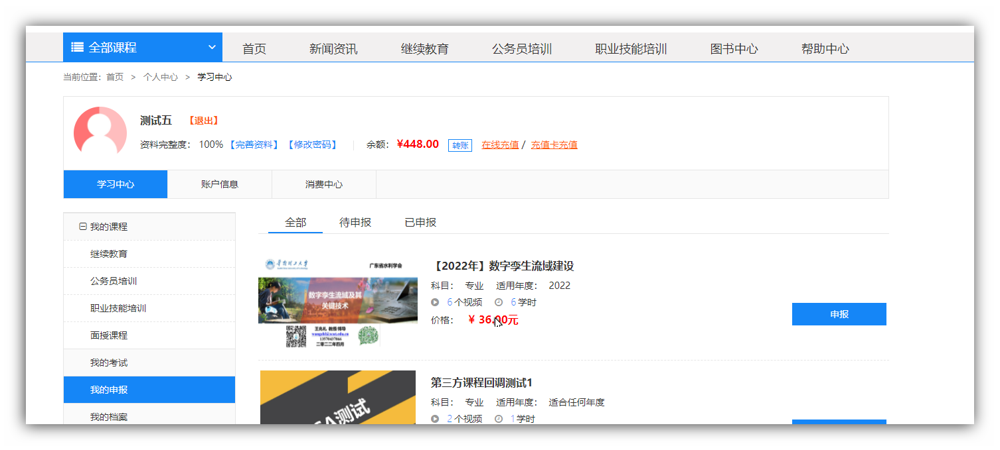 全部课程 首页 新闻资讯 继续教育 公务员培训 职业技能培训 图书中心 帮助中心
当前位置：首页 > 个人中心 > 学习中心
测试五 【退出】
资料完整度： 100% 【完善资料】 【修改密码】 余额： ¥448.00 转账 在线充值 / 充值卡充值
学习中心 账户信息 消费中心
我的课程
继续教育
公务员培训
职业技能培训
面授课程
我的考试
我的申报
我的档案
全部 待申报 已申报
华南理工大学 广东省水利学会
数字孪生流域及其
关键技术
二零二二年四月
【2022年】数字孪生流域建设
科目： 专业 适用年度： 2022
6个视频 6学时
价格： ¥ 36.00元
申报
测试
第三方课程回调测试1
科目： 专业 适用年度： 适合任何年度
2个视频 1学时